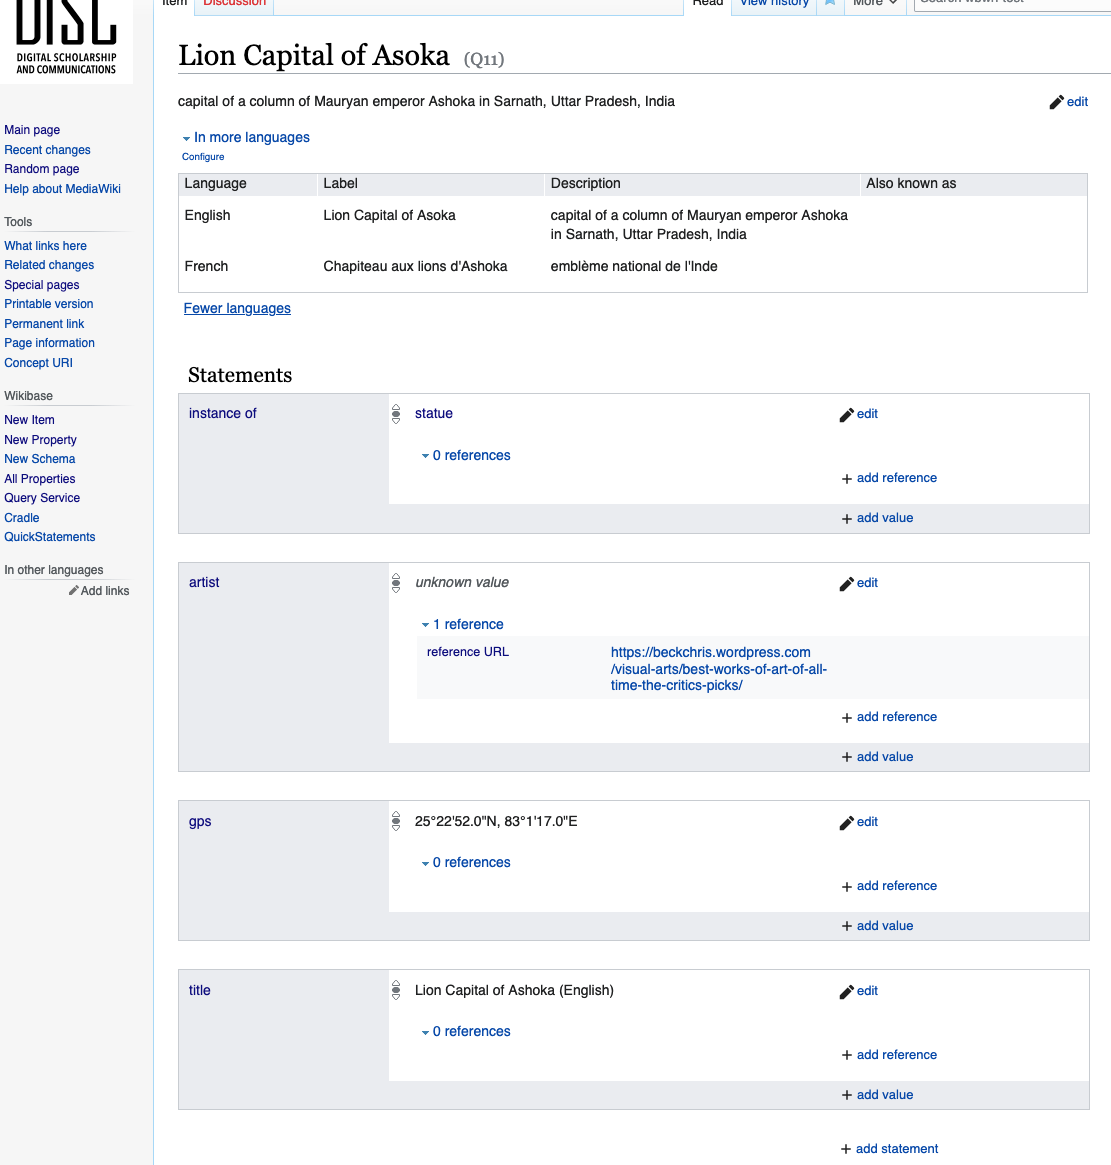 DISC
DIGITAL SCHOLARSHIP
AND COMMUNICATIONS
Item
Discussion
Read
View history
More
Main page
Recent changes
Random page
Help about MediaWiki
Tools
What links here
Related changes
Special pages
Printable version
Permanent link
Page information
Concept URI
Wikibase
New Item
New Property
New Schema
All Properties
Query Service
Cradle
QuickStatements
In other languages
Add links
Lion Capital of Asoka (Q11)
capital of a column of Mauryan emperor Ashoka in Sarnath, Uttar Pradesh, India
edit
In more languages
Configure
Language Label Description Also known as
English Lion Capital of Asoka capital of a column of Mauryan emperor Ashoka
in Sarnath, Uttar Pradesh, India
French Chapiteau aux lions d'Ashoka emblème national de l'Inde
Fewer languages
Statements
instance of statue edit
0 references
+ add reference
+ add value
artist unknown value edit
1 reference
reference URL https://beckchris.wordpress.com
/visual-arts/best-works-of-art-of-all-
time-the-critics-picks/
+ add reference
+ add value
gps 25°22'52.0"N, 83°1'17.0"E edit
0 references
+ add reference
+ add value
title Lion Capital of Ashoka (English) edit
0 references
+ add reference
+ add value
+ add statement